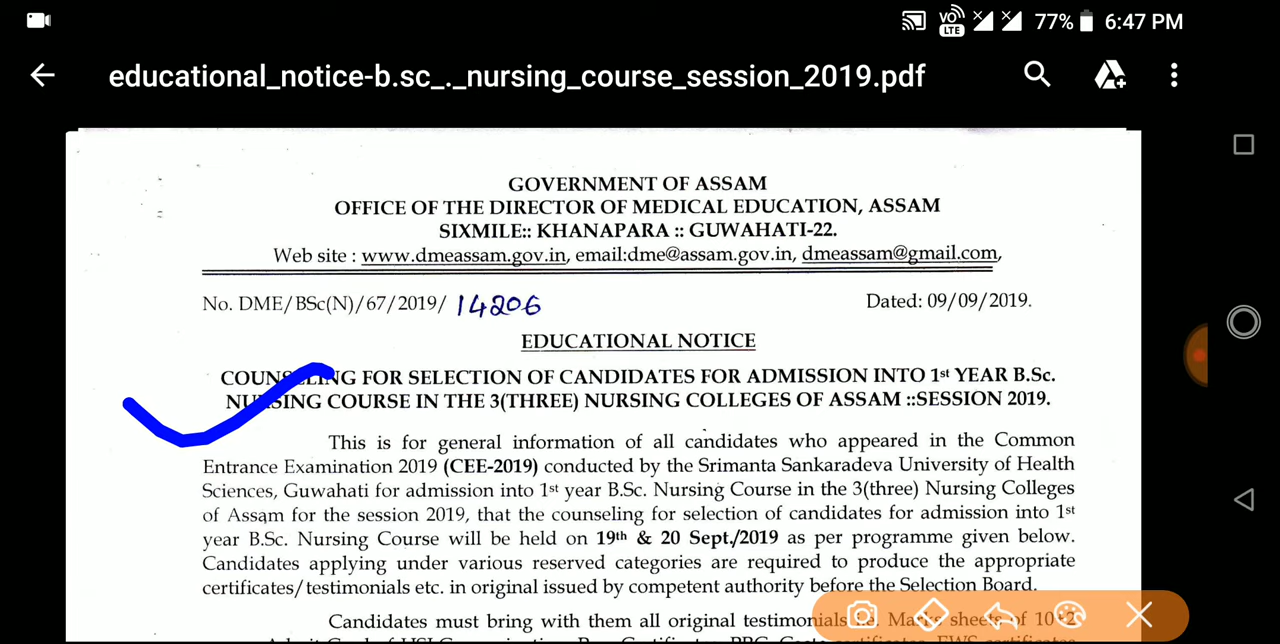 VO LTE 77% 6:47 PM
educational_notice-b.sc_._nursing_course_session_2019.pdf
GOVERNMENT OF ASSAM
OFFICE OF THE DIRECTOR OF MEDICAL EDUCATION, ASSAM
SIXMILE:: KHANAPARA :: GUWAHATI-22.
Web site : www.dmeassam.gov.in, email:dme@assam.gov.in, dmeassam@gmail.com,
No. DME/BSc(N)/67/2019/ 14206 Dated: 09/09/2019.
EDUCATIONAL NOTICE
COUNSELING FOR SELECTION OF CANDIDATES FOR ADMISSION INTO 1st YEAR B.Sc.
NURSING COURSE IN THE 3(THREE) NURSING COLLEGES OF ASSAM ::SESSION 2019.
This is for general information of all candidates who appeared in the Common
Entrance Examination 2019 (CEE-2019) conducted by the Srimanta Sankaradeva University of Health
Sciences, Guwahati for admission into 1st year B.Sc. Nursing Course in the 3(three) Nursing Colleges
of Assam for the session 2019, that the counseling for selection of candidates for admission into 1st
year B.Sc. Nursing Course will be held on 19th & 20 Sept./2019 as per programme given below.
Candidates applying under various reserved categories are required to produce the appropriate
certificates/testimonials etc. in original issued by competent authority before the Selection Board.
Candidates must bring with them all original testimonials i.e. Mark sheets of 10+2